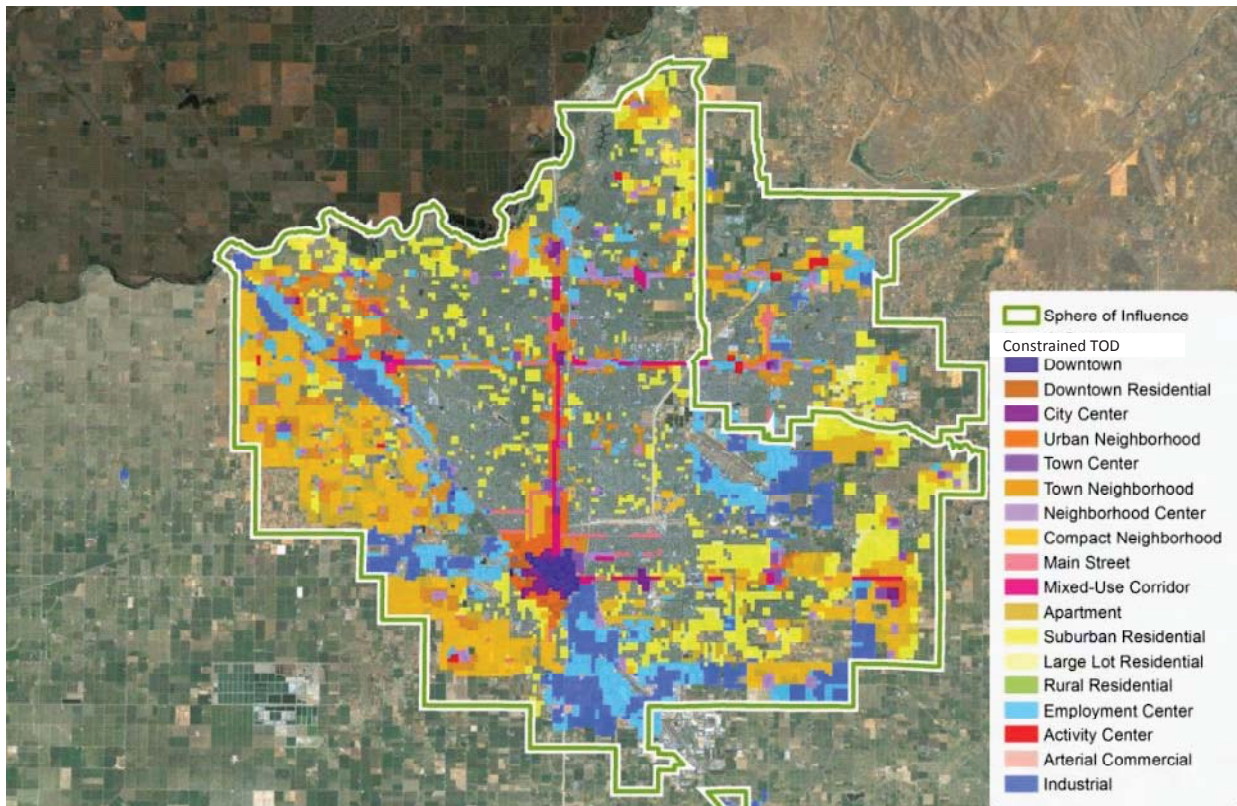 Sphere of Influence
Constrained TOD
Downtown
Downtown Residential
City Center
Urban Neighborhood
Town Center
Town Neighborhood
Neighborhood Center
Compact Neighborhood
Main Street
Mixed-Use Corridor
Apartment
Suburban Residential
Large Lot Residential
Rural Residential
Employment Center
Activity Center
Arterial Commercial
Industrial